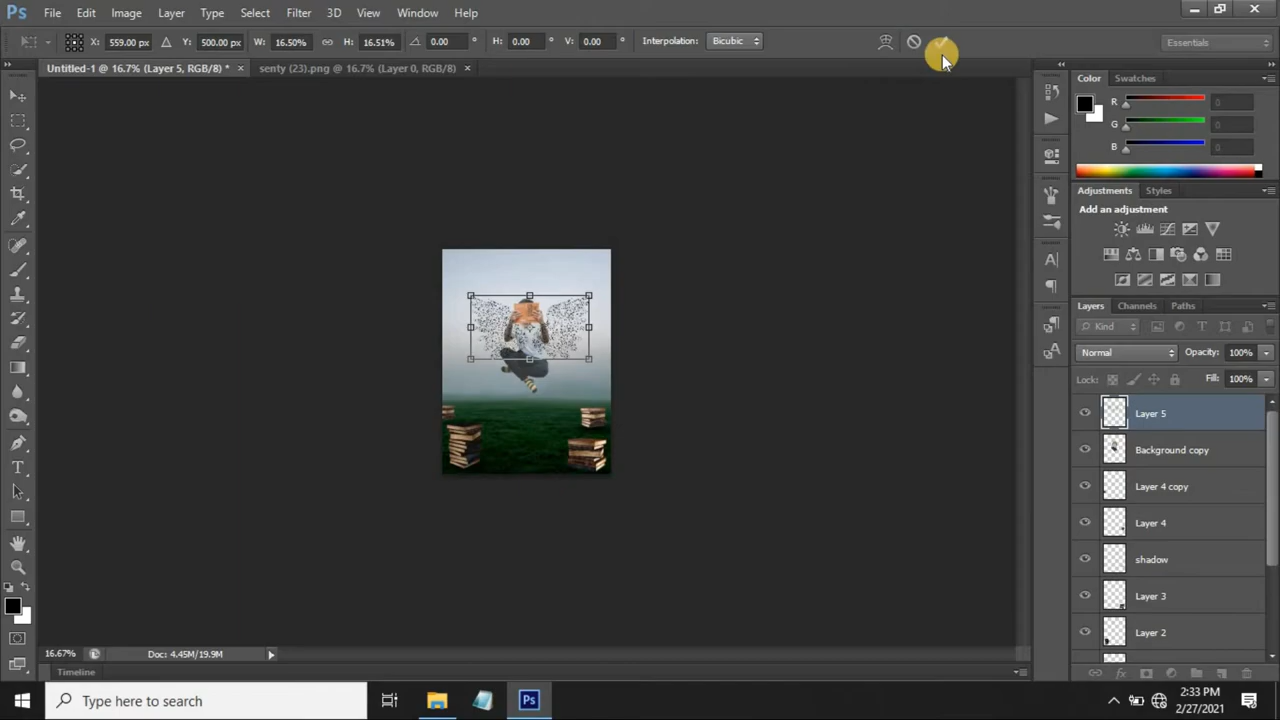 Ps File Edit Image Layer Type Select Filter 3D View Window Help
X: 559.00 px Y: 500.00 px W: 16.50% H: 16.51% 0.00 ° H: 0.00 ° V: 0.00 ° Interpolation: Bicubic Essentials
Untitled-1 @ 16.7% (Layer 5, RGB/8) * × senty (23).png @ 16.7% (Layer 0, RGB/8) ×
Color Swatches
R 0
G 0
B 0
Adjustments Styles
Add an adjustment
Layers Channels Paths
Kind
Normal Opacity: 100%
Lock: Fill: 100%
Layer 5
Background copy
Layer 4 copy
Layer 4
shadow
Layer 3
Layer 2
16.67% Doc: 4.45M/19.9M
Timeline
Type here to search
Ps
2:33 PM
2/27/2021